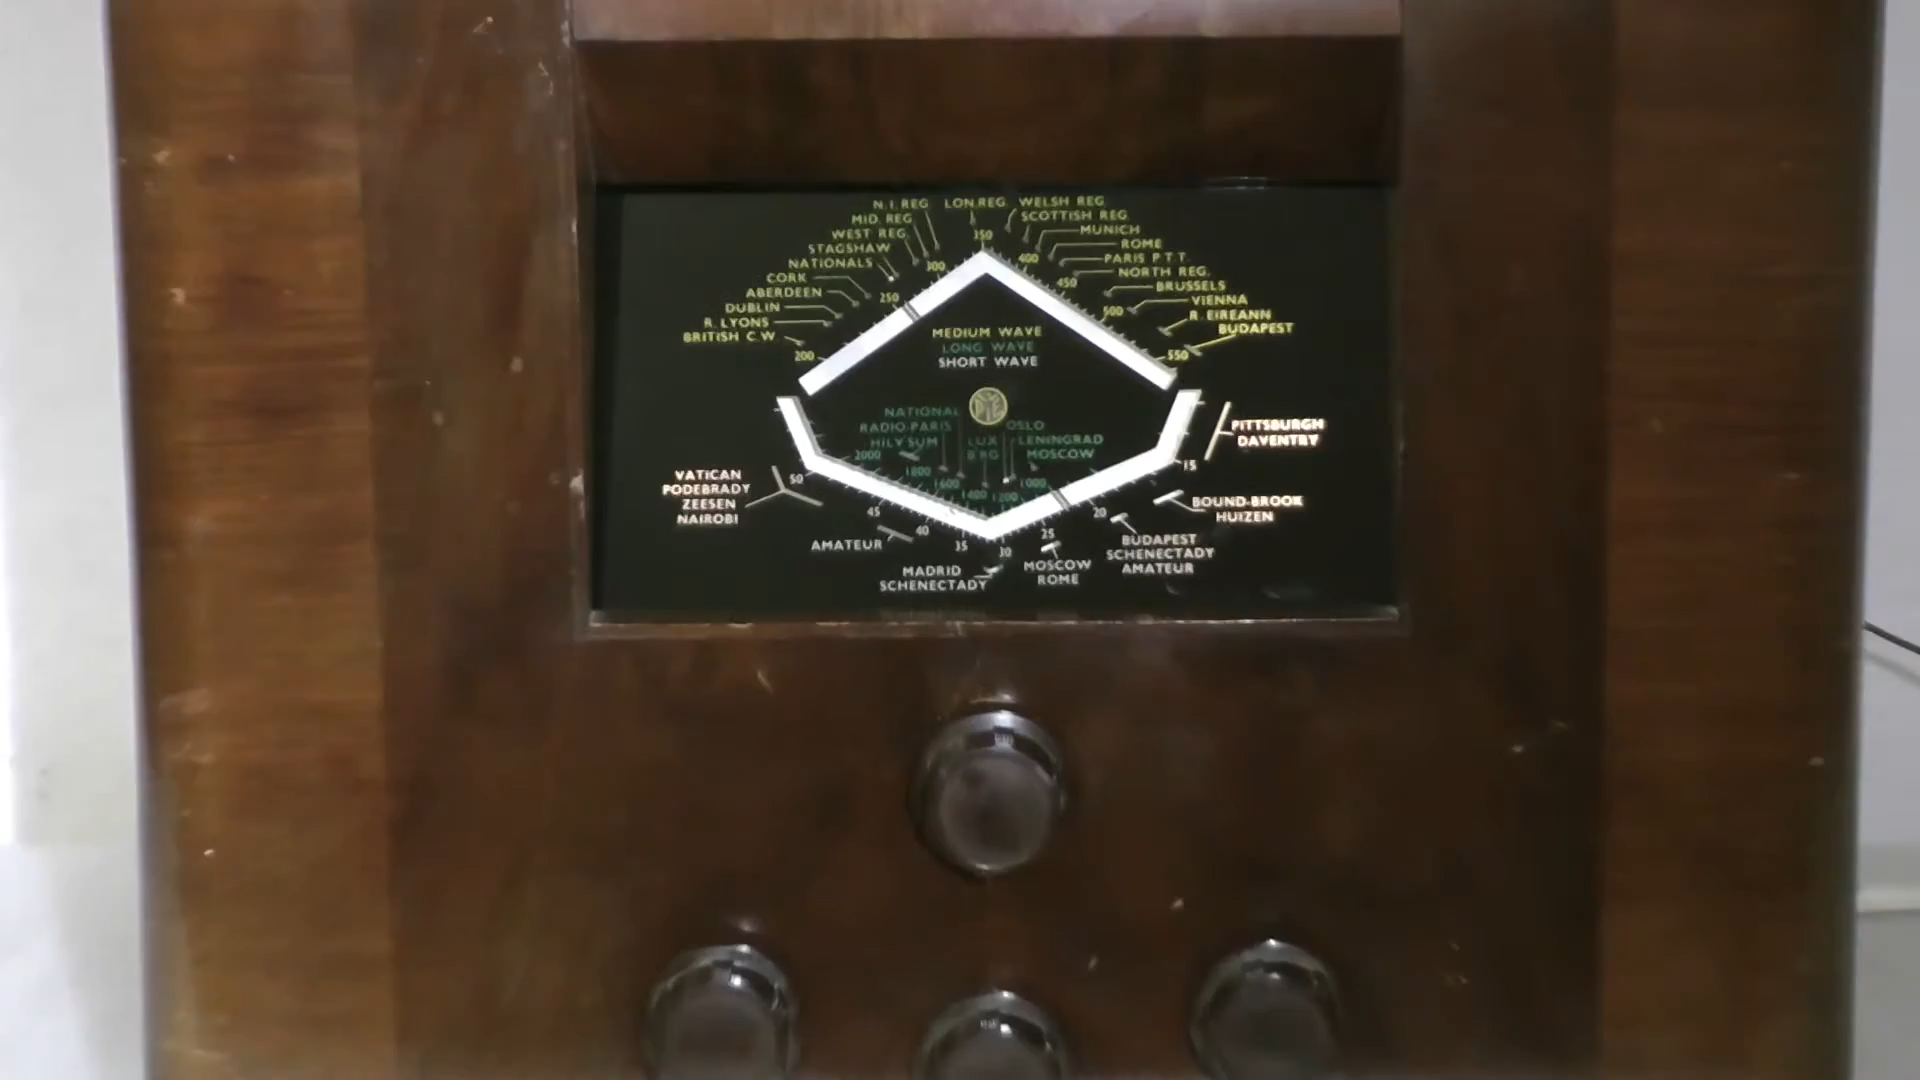 N.I. REG
LON.REG.
WELSH REG.
MID. REG.
SCOTTISH REG.
WEST REG.
350
MUNICH
STAGSHAW
ROME
NATIONALS
300
400
PARIS P.T.T.
CORK
450
NORTH REG.
ABERDEEN
250
BRUSSELS
DUBLIN
500
VIENNA
R. LYONS
R. EIREANN
BRITISH C.W
BUDAPEST
200
550
MEDIUM WAVE
LONG WAVE
SHORT WAVE
PYE
NATIONAL
RADIO-PARIS
OSLO
HILVSUM
LUX
B'RG
LENINGRAD
MOSCOW
2000
1800
1600
1400
1200
1000
PITTSBURGH
DAVENTRY
15
VATICAN
PODEBRADY
ZEESEN
NAIROBI
50
BOUND-BROOK
HUIZEN
45
40
35
30
25
20
AMATEUR
MADRID
SCHENECTADY
MOSCOW
ROME
BUDAPEST
SCHENECTADY
AMATEUR